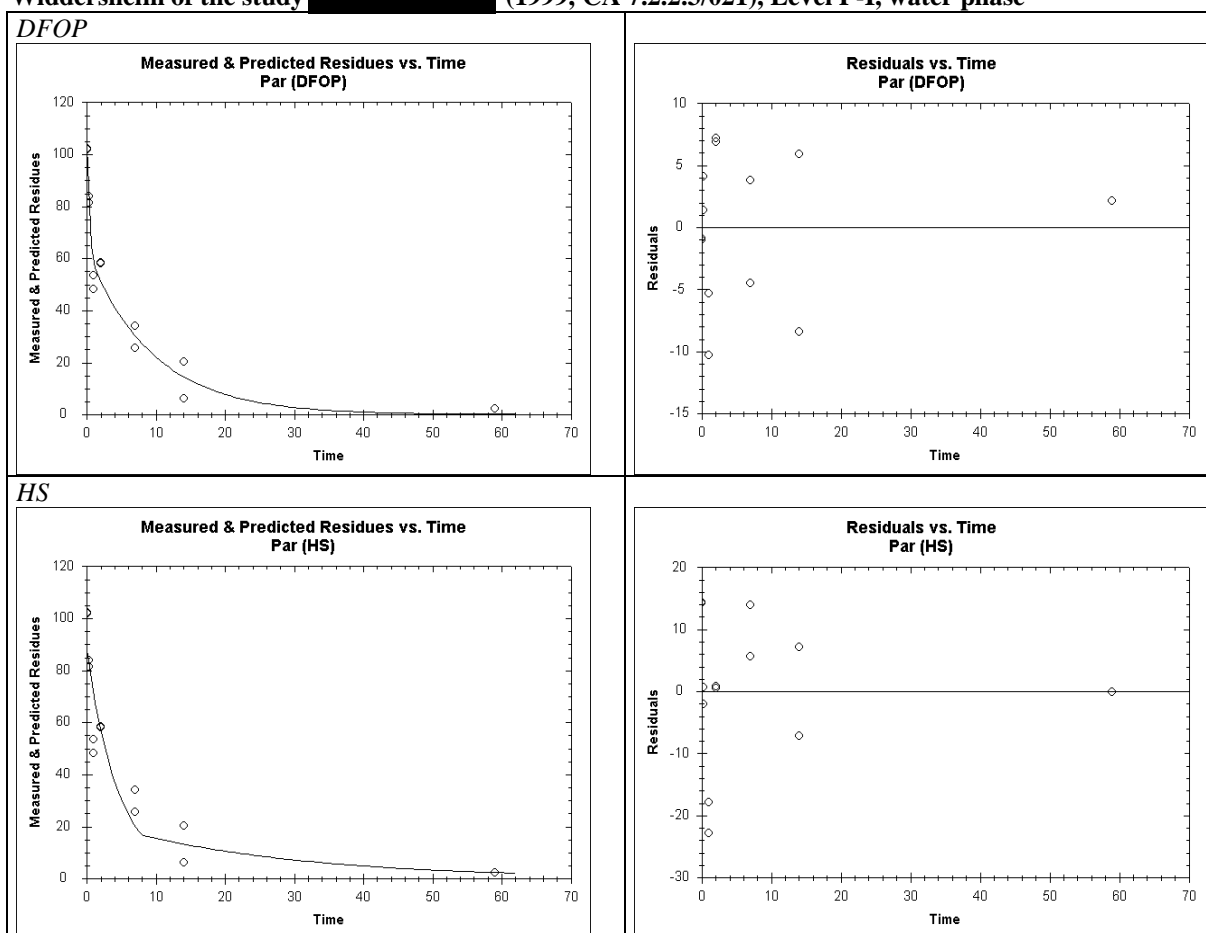 Widdersheim of the study (1999, CA 7.2.2.3/021), Level P-I, water phase
DFOP
Measured & Predicted Residues vs. Time
Par (DFOP)
Measured & Predicted Residues
120
100
80
60
40
20
0
0 10 20 30 40 50 60 70
Time
Residuals vs. Time
Par (DFOP)
Residuals
10
5
0
-5
-10
-15
0 10 20 30 40 50 60 70
Time
HS
Measured & Predicted Residues vs. Time
Par (HS)
Measured & Predicted Residues
120
100
80
60
40
20
0
0 10 20 30 40 50 60 70
Time
Residuals vs. Time
Par (HS)
Residuals
20
10
0
-10
-20
-30
0 10 20 30 40 50 60 70
Time